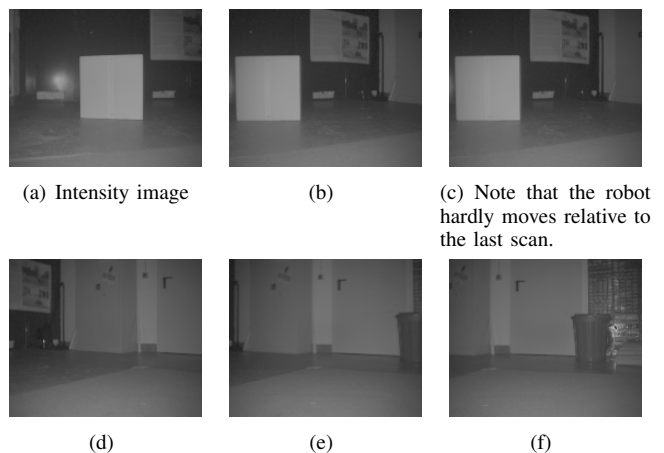 (a) Intensity image
(b)
(c) Note that the robot
hardly moves relative to
the last scan.
(d)
(e)
(f)